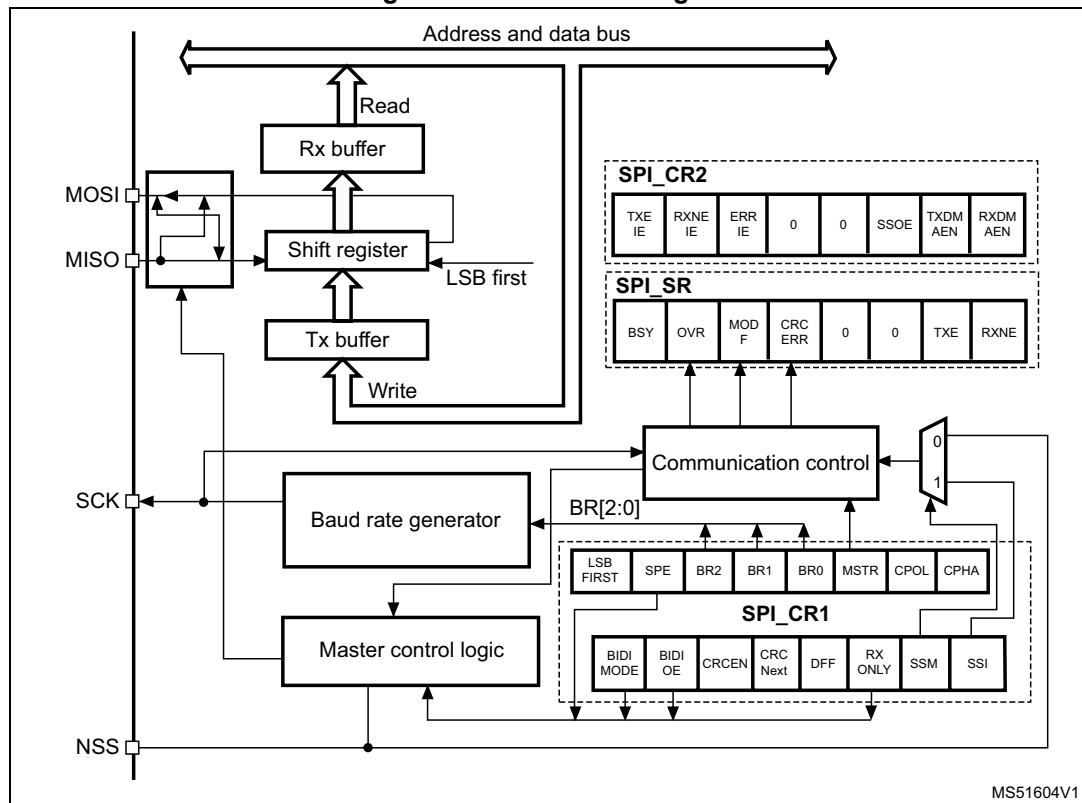 Address and data bus
Read
Rx buffer
MOSI
MISO
Shift register
LSB first
Tx buffer
Write
SPI_CR2
TXE
IE
RXNE
IE
ERR
IE
0
0
SSOE
TXDM
AEN
RXDM
AEN
SPI_SR
BSY
OVR
MOD
F
CRC
ERR
0
0
TXE
RXNE
Communication control
0
1
SCK
Baud rate generator
BR[2:0]
LSB
FIRST
SPE
BR2
BR1
BR0
MSTR
CPOL
CPHA
SPI_CR1
Master control logic
BIDI
MODE
BIDI
OE
CRCEN
CRC
Next
DFF
RX
ONLY
SSM
SSI
NSS
MS51604V1